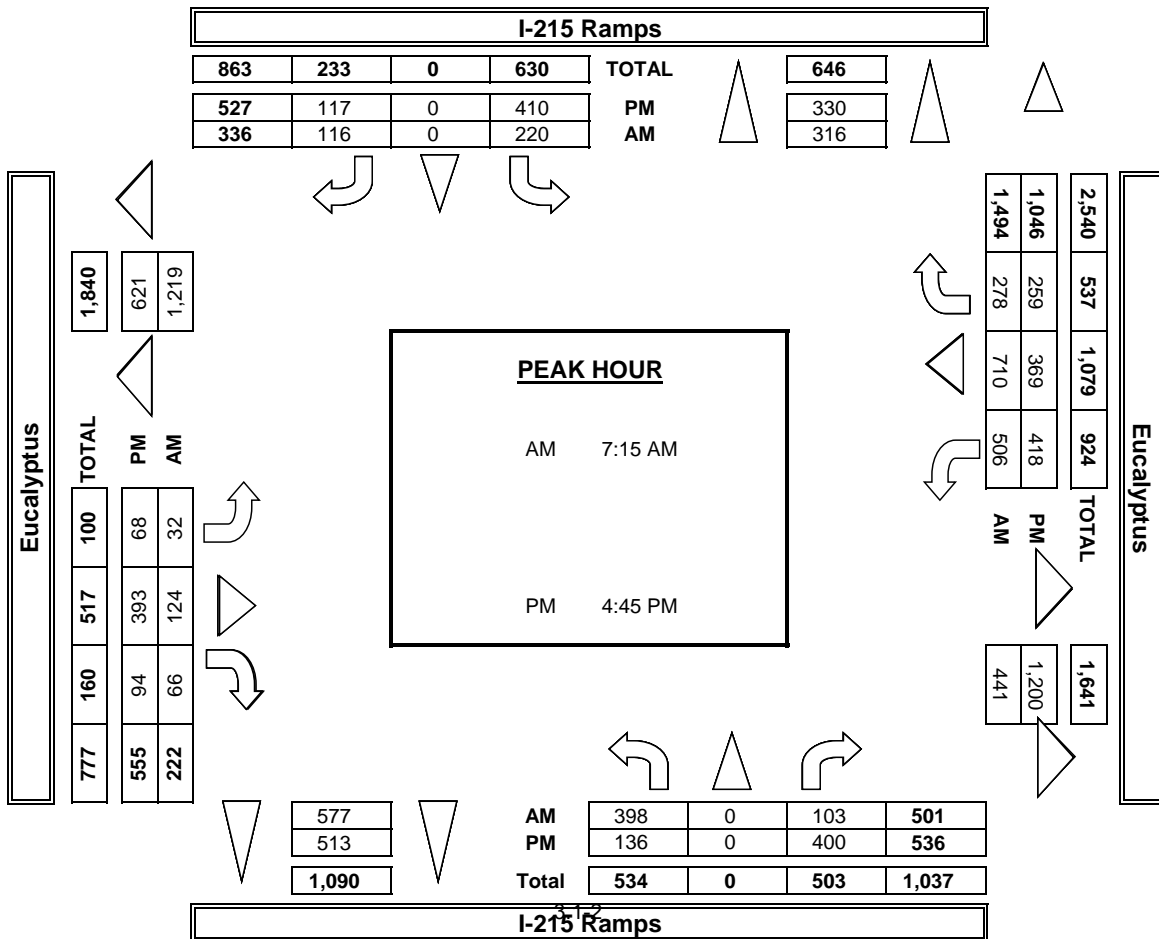 I-215 Ramps
863 233 0 630 TOTAL 646
527 117 0 410 PM 330
336 116 0 220 AM 316
Eucalyptus
1,840
621
1,219
TOTAL
PM
AM
100 517 160 777
68 393 94 555
32 124 66 222
PEAK HOUR
AM 7:15 AM
PM 4:45 PM
2,540 537 1,079 924 TOTAL
1,046 259 369 418 PM
1,494 278 710 506 AM
1,641
1,200
441
Eucalyptus
577 AM 398 0 103 501
513 PM 136 0 400 536
1,090 Total 534 0 503 1,037
3.1-2
I-215 Ramps